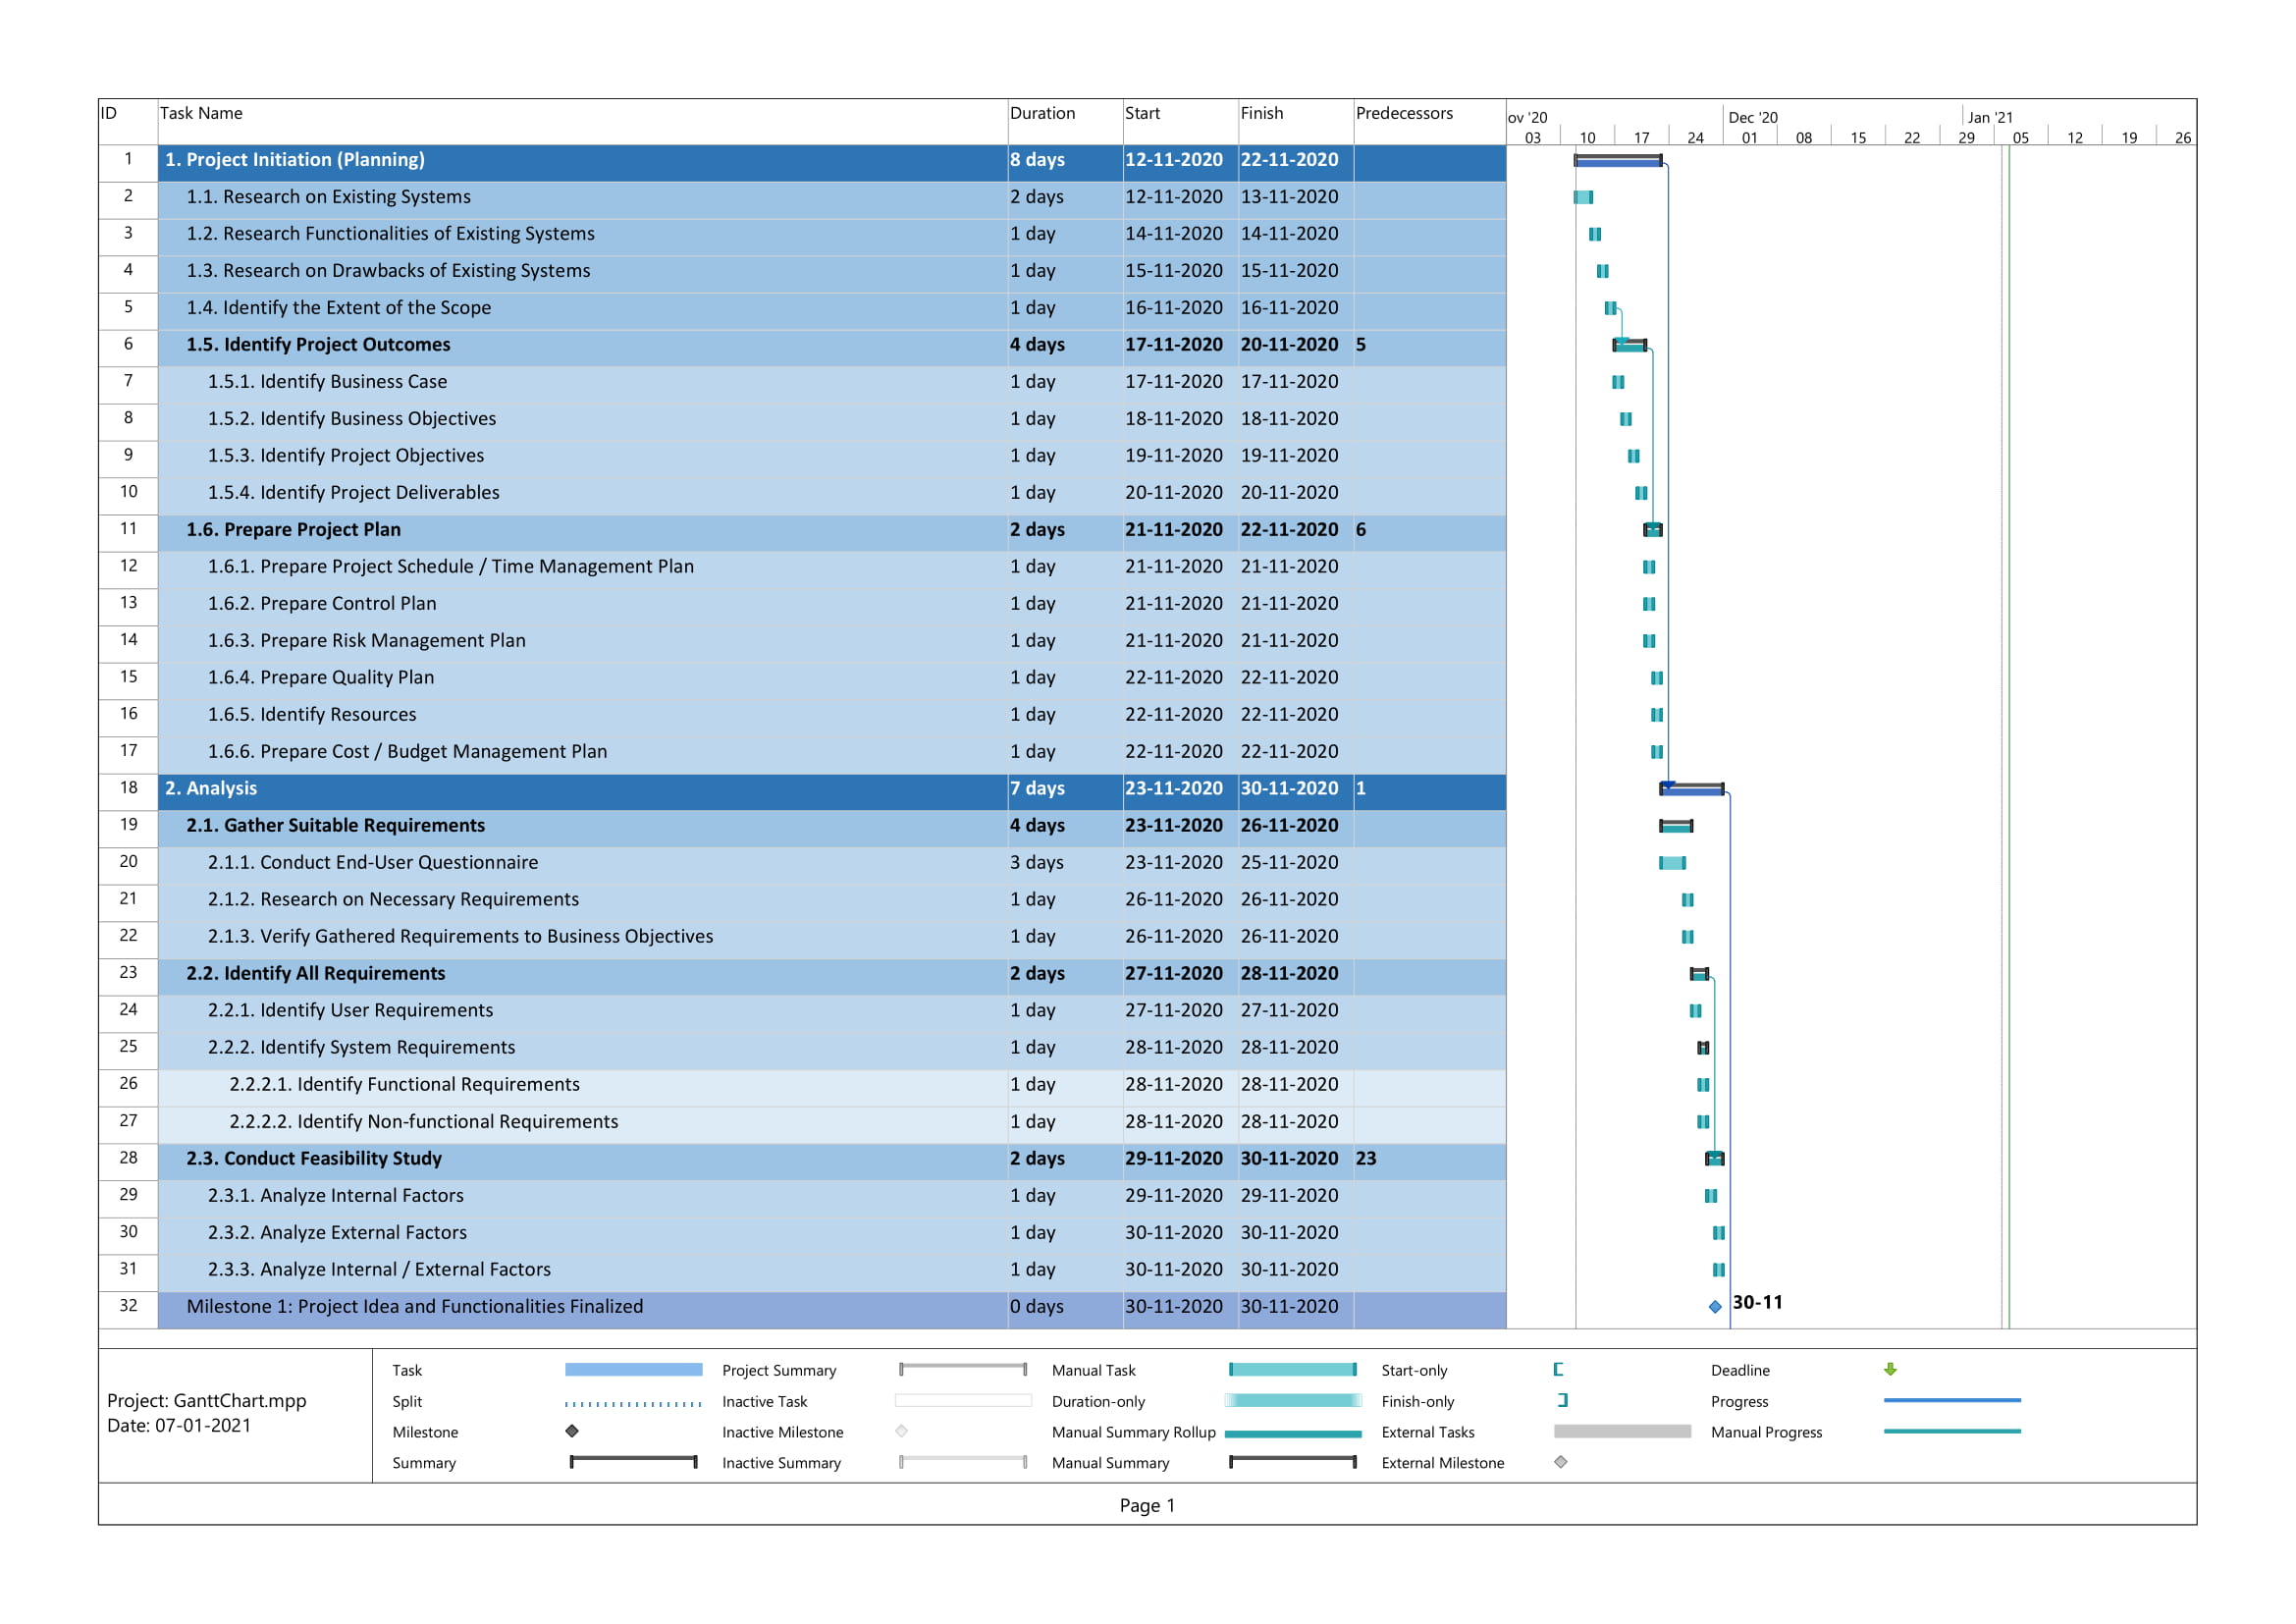 ID Task Name Duration Start Finish Predecessors
ov '20 Dec '20 Jan '21
03 10 17 24 01 08 15 22 29 05 12 19 26
1 1. Project Initiation (Planning) 8 days 12-11-2020 22-11-2020
2 1.1. Research on Existing Systems 2 days 12-11-2020 13-11-2020
3 1.2. Research Functionalities of Existing Systems 1 day 14-11-2020 14-11-2020
4 1.3. Research on Drawbacks of Existing Systems 1 day 15-11-2020 15-11-2020
5 1.4. Identify the Extent of the Scope 1 day 16-11-2020 16-11-2020
6 1.5. Identify Project Outcomes 4 days 17-11-2020 20-11-2020 5
7 1.5.1. Identify Business Case 1 day 17-11-2020 17-11-2020
8 1.5.2. Identify Business Objectives 1 day 18-11-2020 18-11-2020
9 1.5.3. Identify Project Objectives 1 day 19-11-2020 19-11-2020
10 1.5.4. Identify Project Deliverables 1 day 20-11-2020 20-11-2020
11 1.6. Prepare Project Plan 2 days 21-11-2020 22-11-2020 6
12 1.6.1. Prepare Project Schedule / Time Management Plan 1 day 21-11-2020 21-11-2020
13 1.6.2. Prepare Control Plan 1 day 21-11-2020 21-11-2020
14 1.6.3. Prepare Risk Management Plan 1 day 21-11-2020 21-11-2020
15 1.6.4. Prepare Quality Plan 1 day 22-11-2020 22-11-2020
16 1.6.5. Identify Resources 1 day 22-11-2020 22-11-2020
17 1.6.6. Prepare Cost / Budget Management Plan 1 day 22-11-2020 22-11-2020
18 2. Analysis 7 days 23-11-2020 30-11-2020 1
19 2.1. Gather Suitable Requirements 4 days 23-11-2020 26-11-2020
20 2.1.1. Conduct End-User Questionnaire 3 days 23-11-2020 25-11-2020
21 2.1.2. Research on Necessary Requirements 1 day 26-11-2020 26-11-2020
22 2.1.3. Verify Gathered Requirements to Business Objectives 1 day 26-11-2020 26-11-2020
23 2.2. Identify All Requirements 2 days 27-11-2020 28-11-2020
24 2.2.1. Identify User Requirements 1 day 27-11-2020 27-11-2020
25 2.2.2. Identify System Requirements 1 day 28-11-2020 28-11-2020
26 2.2.2.1. Identify Functional Requirements 1 day 28-11-2020 28-11-2020
27 2.2.2.2. Identify Non-functional Requirements 1 day 28-11-2020 28-11-2020
28 2.3. Conduct Feasibility Study 2 days 29-11-2020 30-11-2020 23
29 2.3.1. Analyze Internal Factors 1 day 29-11-2020 29-11-2020
30 2.3.2. Analyze External Factors 1 day 30-11-2020 30-11-2020
31 2.3.3. Analyze Internal / External Factors 1 day 30-11-2020 30-11-2020
32 Milestone 1: Project Idea and Functionalities Finalized 0 days 30-11-2020 30-11-2020 30-11
Project: GanttChart.mpp
Date: 07-01-2021
Task Project Summary Manual Task Start-only Deadline
Split Inactive Task Duration-only Finish-only Progress
Milestone Inactive Milestone Manual Summary Rollup External Tasks Manual Progress
Summary Inactive Summary Manual Summary External Milestone
Page 1